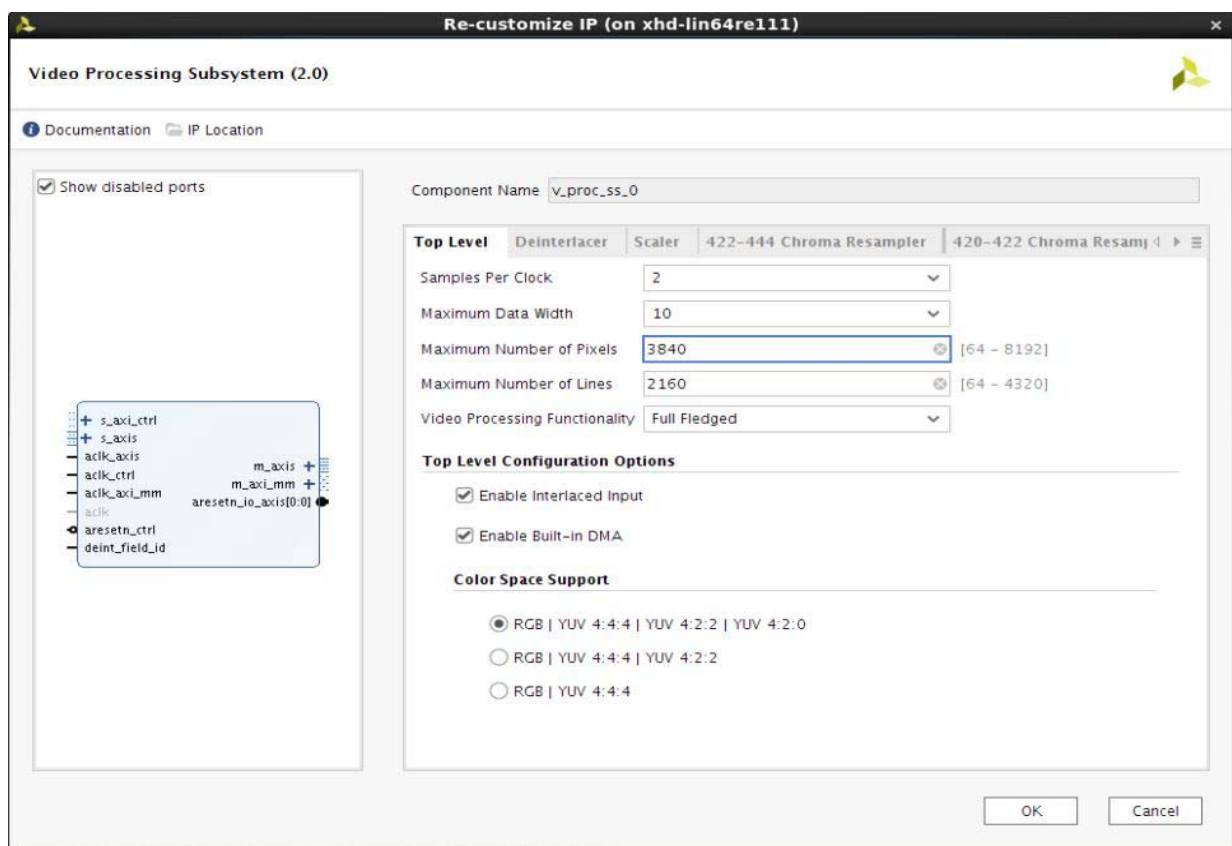 Re-customize IP (on xhd-lin64re111)
Video Processing Subsystem (2.0)
Documentation IP Location
Show disabled ports
s_axi_ctrl
s_axis
aclk_axis
aclk_ctrl
aclk_axi_mm
aclk
aresetn_ctrl
deint_field_id
m_axis
m_axi_mm
aresetn_io_axis[0:0]
Component Name v_proc_ss_0
Top Level Deinterlacer Scaler 422-444 Chroma Resampler 420-422 Chroma Resam
Samples Per Clock 2
Maximum Data Width 10
Maximum Number of Pixels 3840 [64 - 8192]
Maximum Number of Lines 2160 [64 - 4320]
Video Processing Functionality Full Fledged
Top Level Configuration Options
Enable Interlaced Input
Enable Built-in DMA
Color Space Support
RGB | YUV 4:4:4 | YUV 4:2:2 | YUV 4:2:0
RGB | YUV 4:4:4 | YUV 4:2:2
RGB | YUV 4:4:4
OK Cancel